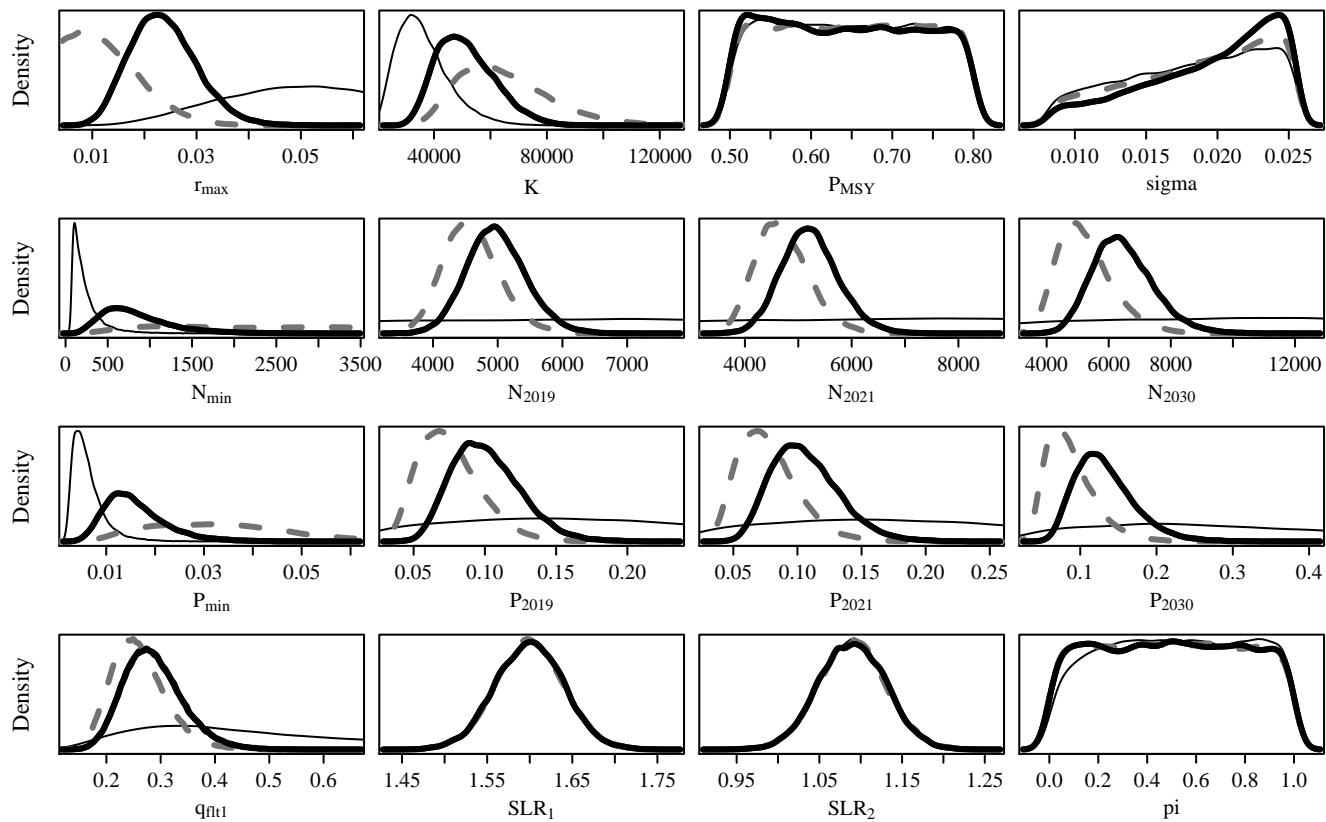 Density
0.01 0.03 0.05
r_max
40000 80000 120000
K
0.50 0.60 0.70 0.80
P_MSY
0.010 0.015 0.020 0.025
sigma
Density
0 500 1500 2500 3500
N_min
4000 5000 6000 7000
N_2019
4000 6000 8000
N_2021
4000 6000 8000 12000
N_2030
Density
0.01 0.03 0.05
P_min
0.05 0.10 0.15 0.20
P_2019
0.05 0.10 0.15 0.20 0.25
P_2021
0.1 0.2 0.3 0.4
P_2030
Density
0.2 0.3 0.4 0.5 0.6
q_flt1
1.45 1.55 1.65 1.75
SLR_1
0.95 1.05 1.15 1.25
SLR_2
0.0 0.2 0.4 0.6 0.8 1.0
pi